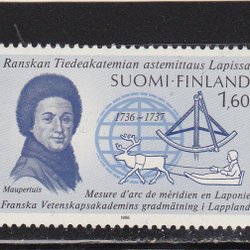 Ranskan Tiedeakatemian astemittaus Lapissa
SUOMI-FINLAND
1,60
1736-1737
Maupertuis
Mesure d'arc de méridien en Laponie
Franska Vetenskapsakademins gradmätning i Lappland
1986